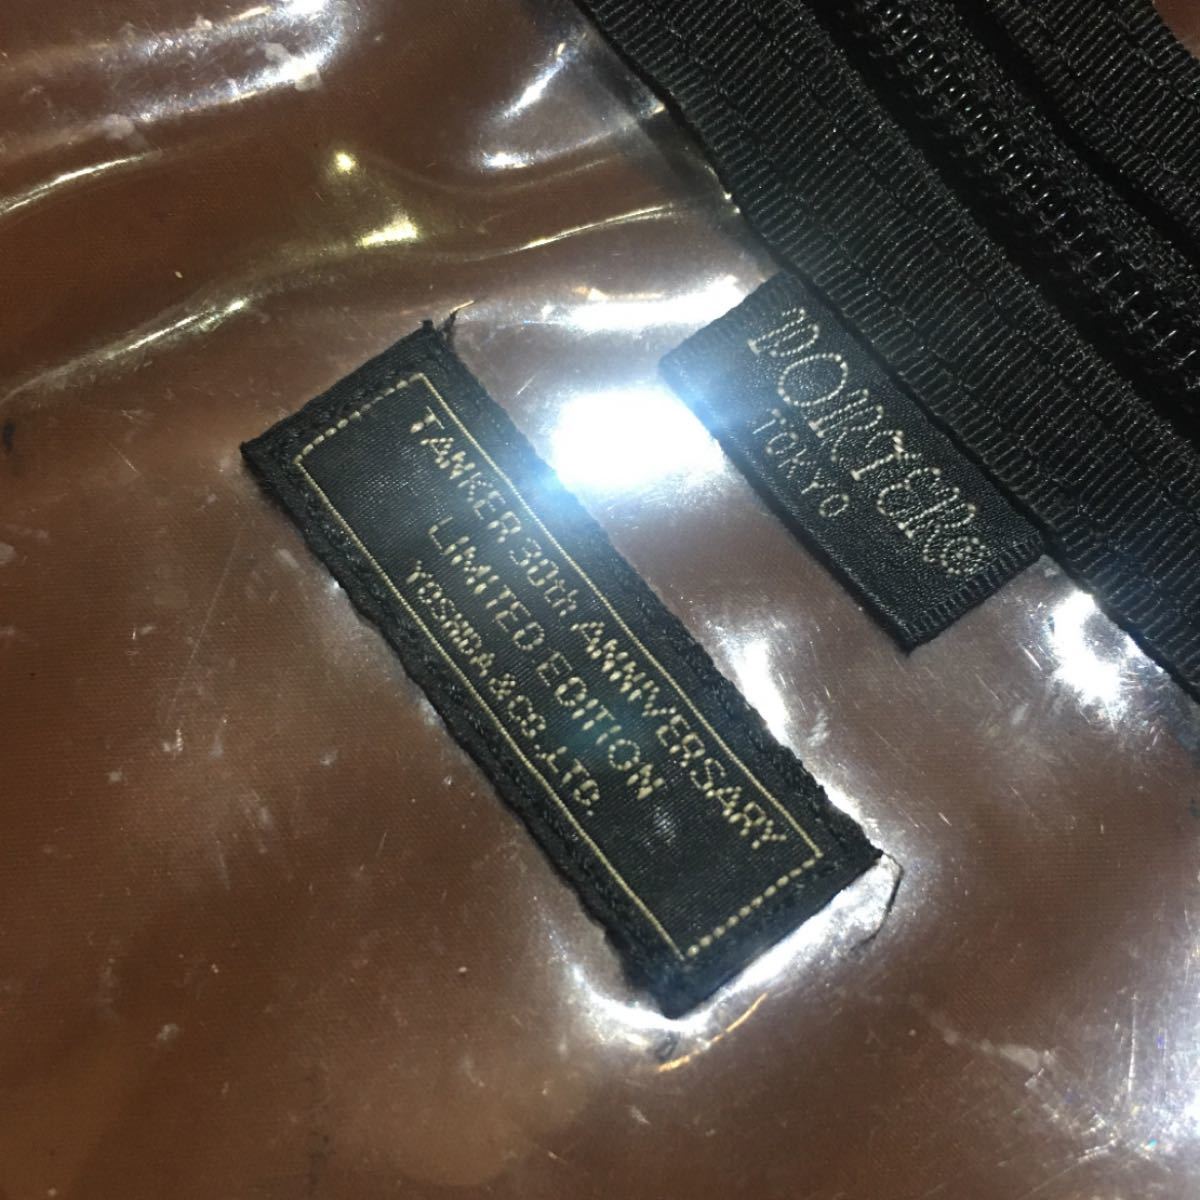 PORTER®
TOKYO
TANKER 30th ANNIVERSARY
LIMITED EDITION
YOSHIDA.&CO.,LTD.